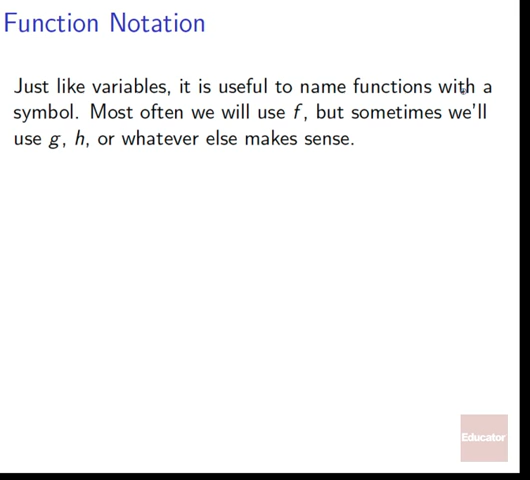 Function Notation
Just like variables, it is useful to name functions with a
symbol. Most often we will use f, but sometimes we'll
use g, h, or whatever else makes sense.
Educator